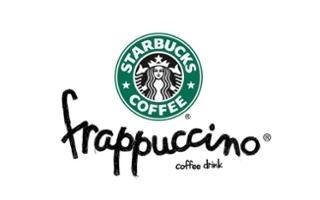 STARBUCKS
COFFEE
®
frappuccino®
coffee drink